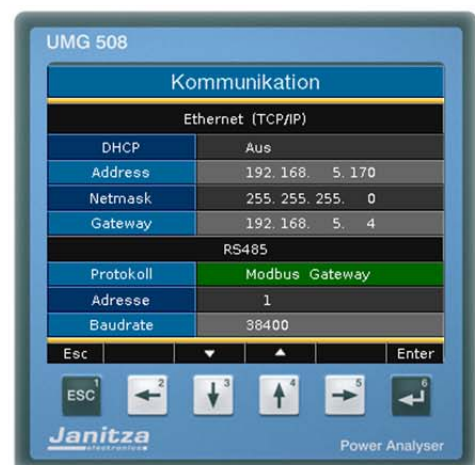 UMG 508
Kommunikation
Ethernet (TCP/IP)
DHCP Aus
Address 192.168. 5.170
Netmask 255.255.255. 0
Gateway 192.168. 5. 4
RS485
Protokoll Modbus Gateway
Adresse 1
Baudrate 38400
Esc ▼ ▲ Enter
ESC 1 2 3 4 5 6
Janitza
electronics
Power Analyser